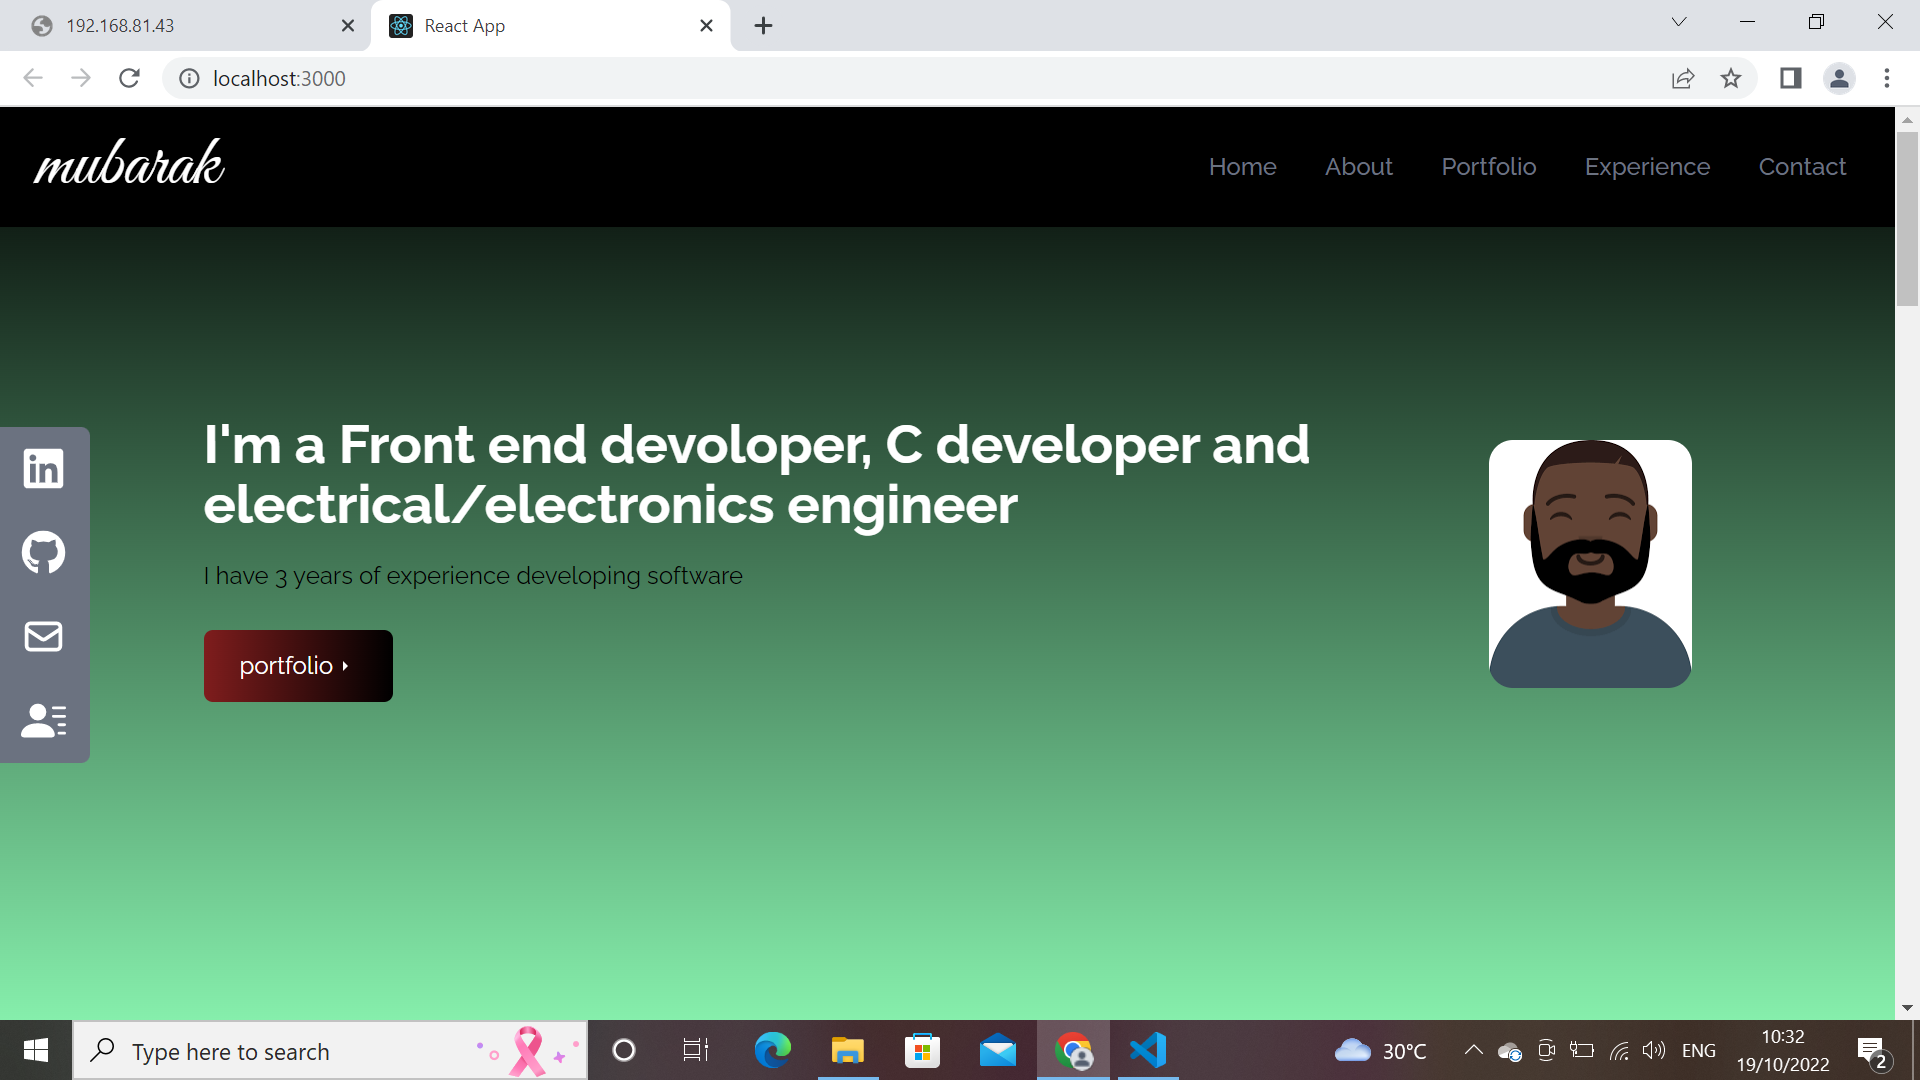 192.168.81.43
React App
localhost:3000
mubarak
Home
About
Portfolio
Experience
Contact
I'm a Front end devoloper, C developer and
electrical/electronics engineer
I have 3 years of experience developing software
portfolio
in
Type here to search
30°C
ENG
10:32
19/10/2022
2